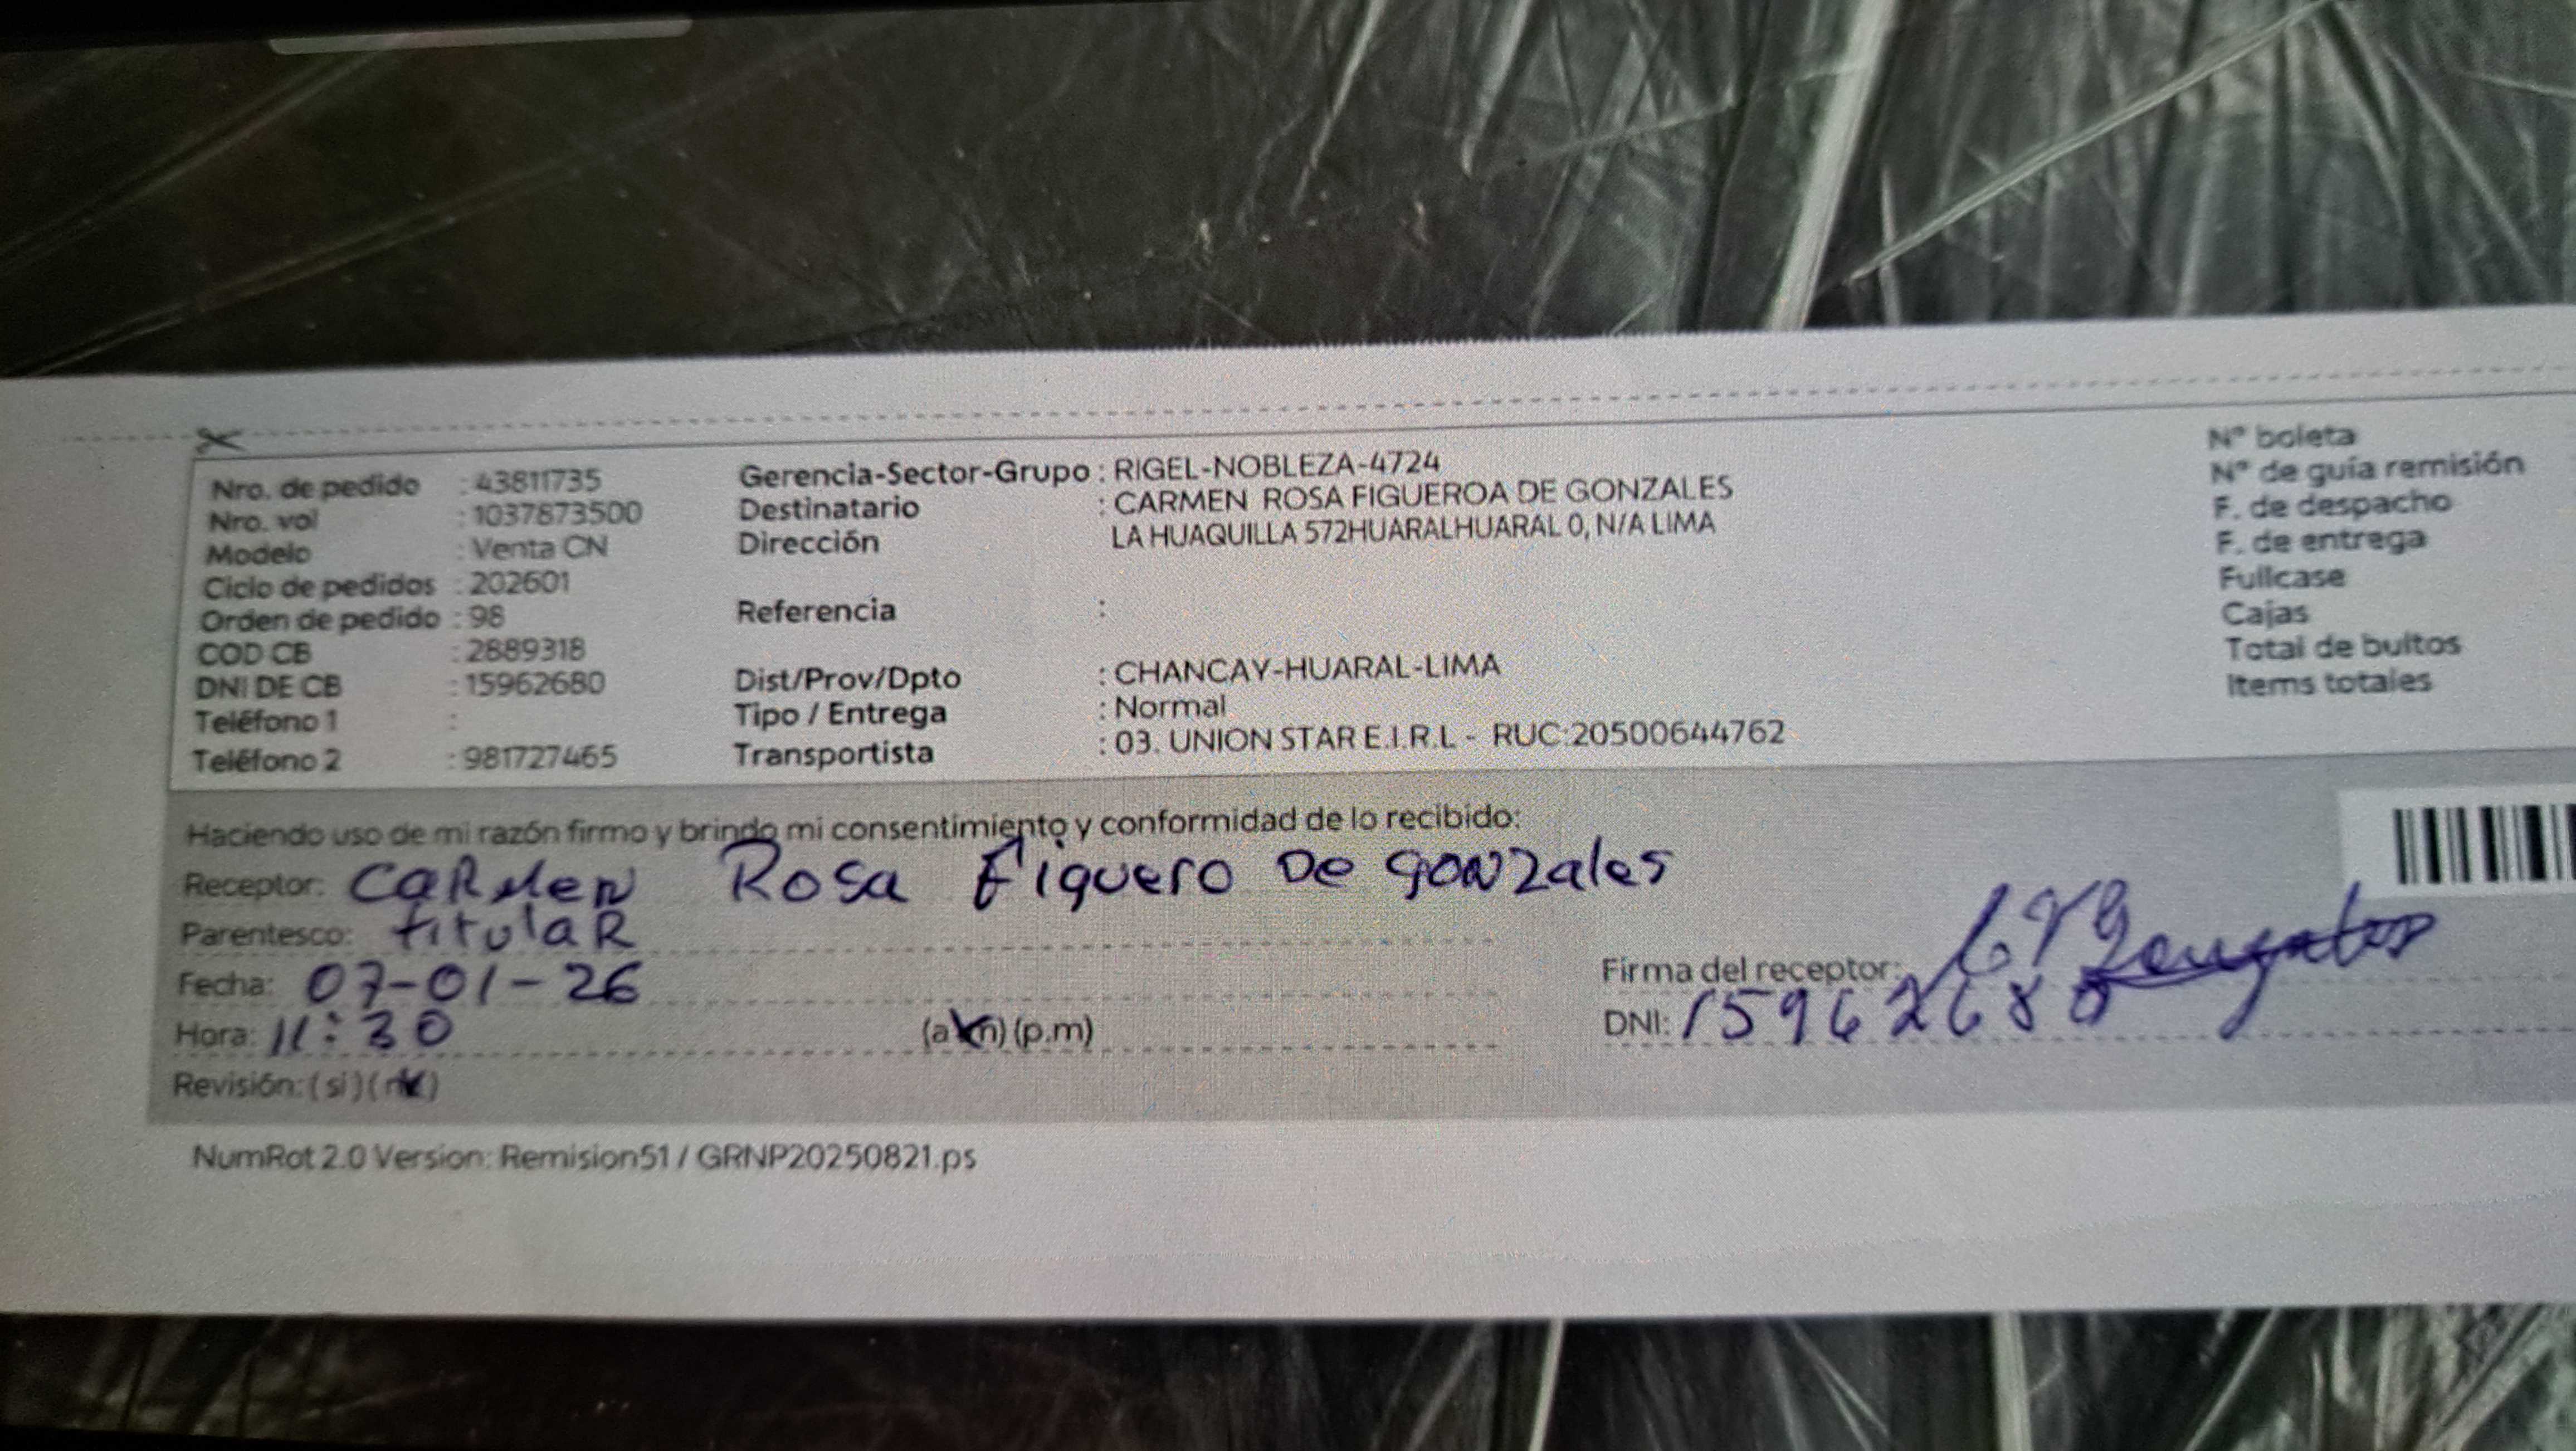 Nro. de pedido : 43811735
Nro. vol : 1037873500
Modelo : Venta CN
Ciclo de pedidos : 202601
Orden de pedido : 98
COD CB : 2889318
DNI DE CB : 15962680
Teléfono 1 :
Teléfono 2 : 981727465
Gerencia-Sector-Grupo : RIGEL-NOBLEZA-4724
Destinatario : CARMEN ROSA FIGUEROA DE GONZALES
Dirección LA HUAQUILLA 572HUARALHUARAL 0, N/A LIMA
Referencia :
Dist/Prov/Dpto : CHANCAY-HUARAL-LIMA
Tipo / Entrega : Normal
Transportista : 03. UNION STAR E.I.R.L - RUC:20500644762
N° boleta
N° de guía remisión
F. de despacho
F. de entrega
Fullcase
Cajas
Total de bultos
Items totales
Haciendo uso de mi razón firmo y brindo mi consentimiento y conformidad de lo recibido:
Receptor: CaRMeN Rosa Figuero De gonzales
Parentesco: titulaR
Fecha: 07-01-26
Hora: 11:30 (a.m) (p.m)
Revisión: (si) (no)
Firma del receptor:
DNI: 15962680
NumRot 2.0 Version: Remision51 / GRNP20250821.ps